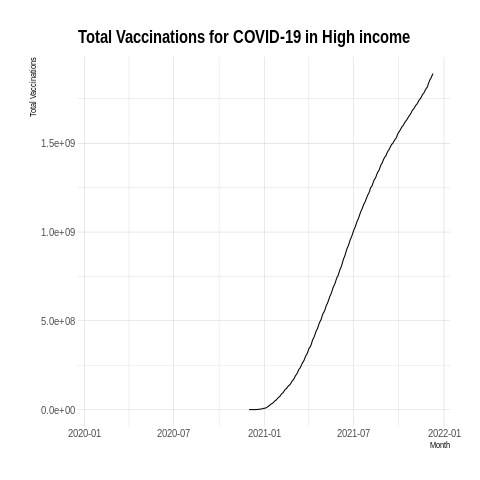 Total Vaccinations for COVID-19 in High income
Total Vaccinations
1.5e+09
1.0e+09
5.0e+08
0.0e+00
2020-01 2020-07 2021-01 2021-07 2022-01
Month